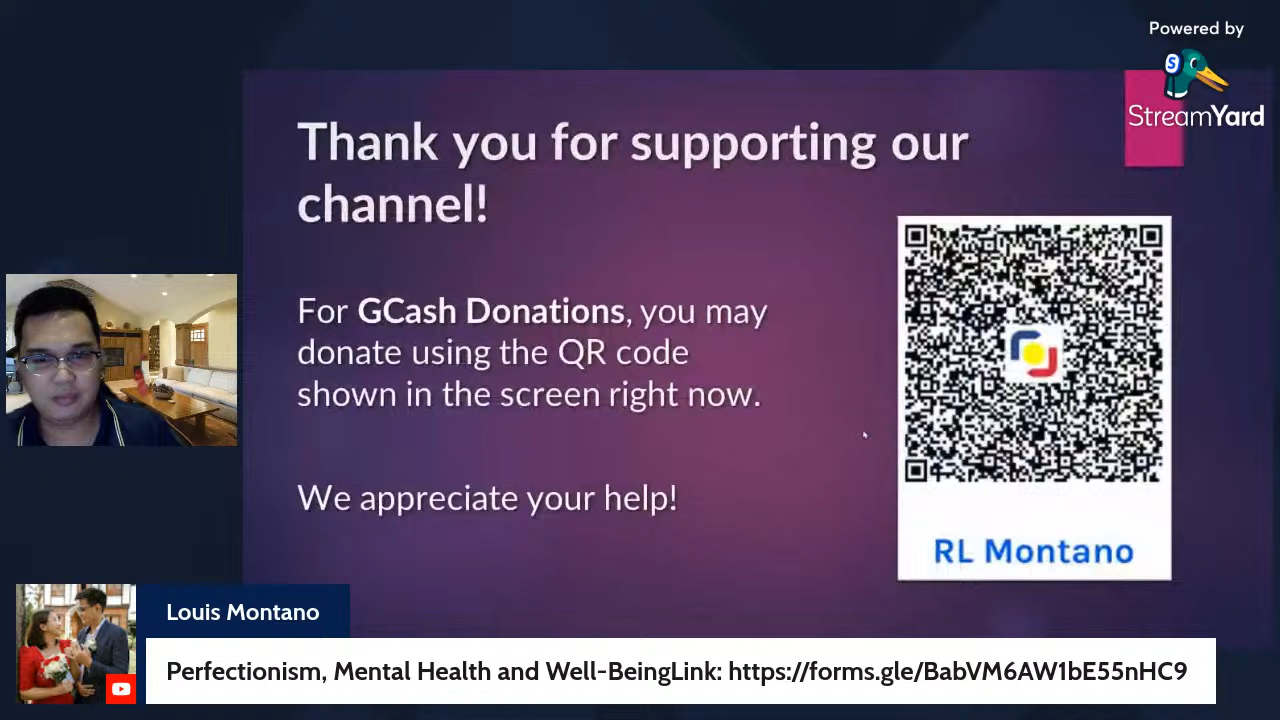 Powered by
StreamYard
Thank you for supporting our
channel!
For GCash Donations, you may
donate using the QR code
shown in the screen right now.
We appreciate your help!
RL Montano
Louis Montano
Perfectionism, Mental Health and Well-BeingLink: https://forms.gle/BabVM6AW1bE55nHC9